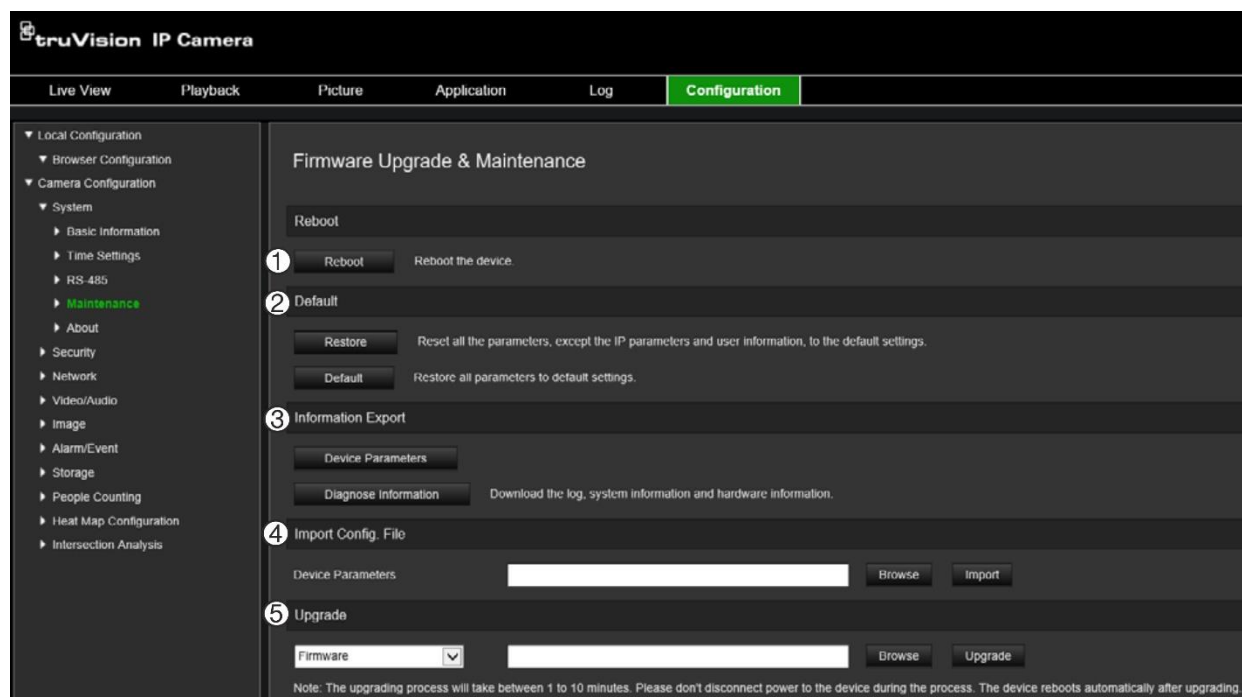 truVision IP Camera
Live View Playback Picture Application Log Configuration
Local Configuration
Browser Configuration
Camera Configuration
System
Basic Information
Time Settings
RS-485
Maintenance
About
Security
Network
Video/Audio
Image
Alarm/Event
Storage
People Counting
Heat Map Configuration
Intersection Analysis
Firmware Upgrade & Maintenance
Reboot
① Reboot Reboot the device.
② Default
Restore Reset all the parameters, except the IP parameters and user information, to the default settings.
Default Restore all parameters to default settings.
③ Information Export
Device Parameters
Diagnose Information Download the log, system information and hardware information.
④ Import Config. File
Device Parameters Browse Import
⑤ Upgrade
Firmware Browse Upgrade
Note: The upgrading process will take between 1 to 10 minutes. Please don't disconnect power to the device during the process. The device reboots automatically after upgrading